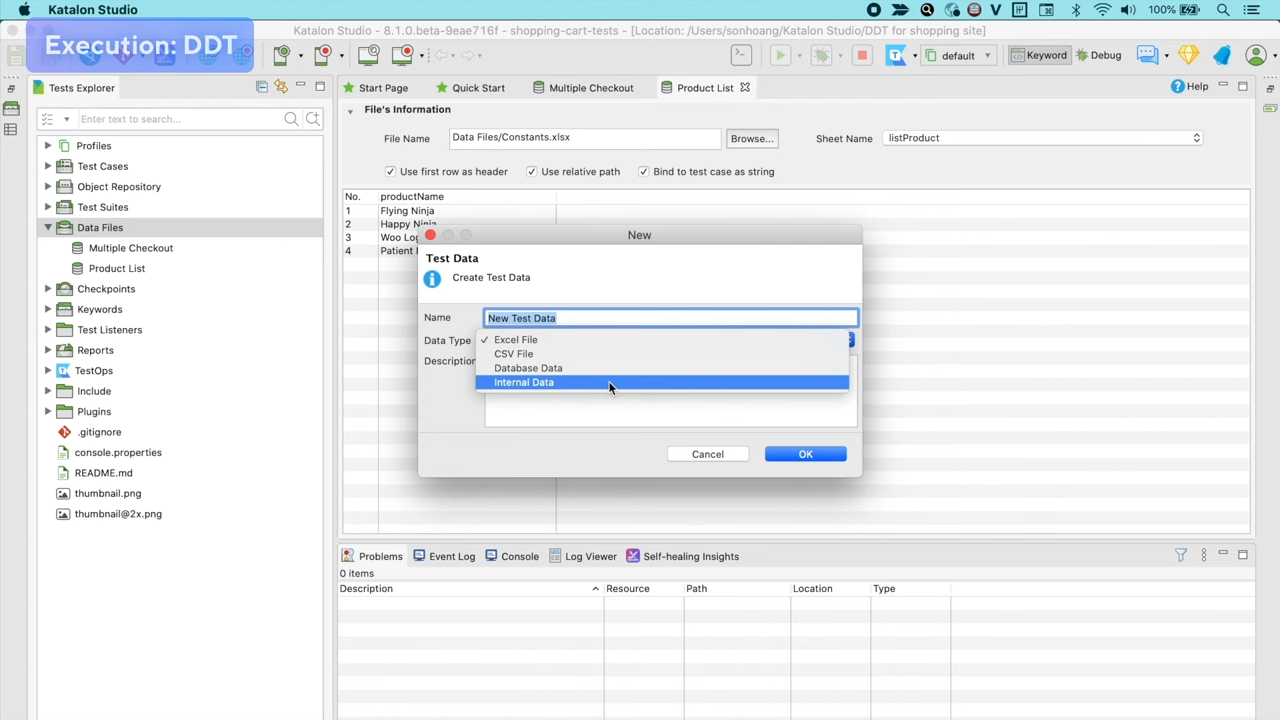 Katalon Studio
100%
Execution: DDT
Katalon Studio - 8.1.0.beta-9eae716f - shopping-cart-tests - [Location: /Users/sonhoang/Katalon Studio/DDT for shopping site]
default
Keyword
Debug
Tests Explorer
Start Page
Quick Start
Multiple Checkout
Product List
Help
Enter text to search...
Profiles
Test Cases
Object Repository
Test Suites
Data Files
Multiple Checkout
Product List
Checkpoints
Keywords
Test Listeners
Reports
TestOps
Include
Plugins
.gitignore
console.properties
README.md
thumbnail.png
thumbnail@2x.png
File's Information
File Name
Data Files/Constants.xlsx
Browse...
Sheet Name
listProduct
Use first row as header
Use relative path
Bind to test case as string
No. productName
1 Flying Ninja
2 Happy Ninja
3 Woo
4 Patient
New
Test Data
Create Test Data
Name
New Test Data
Data Type
Excel File
CSV File
Database Data
Internal Data
Description
Cancel
OK
Problems
Event Log
Console
Log Viewer
Self-healing Insights
0 items
Description
Resource
Path
Location
Type